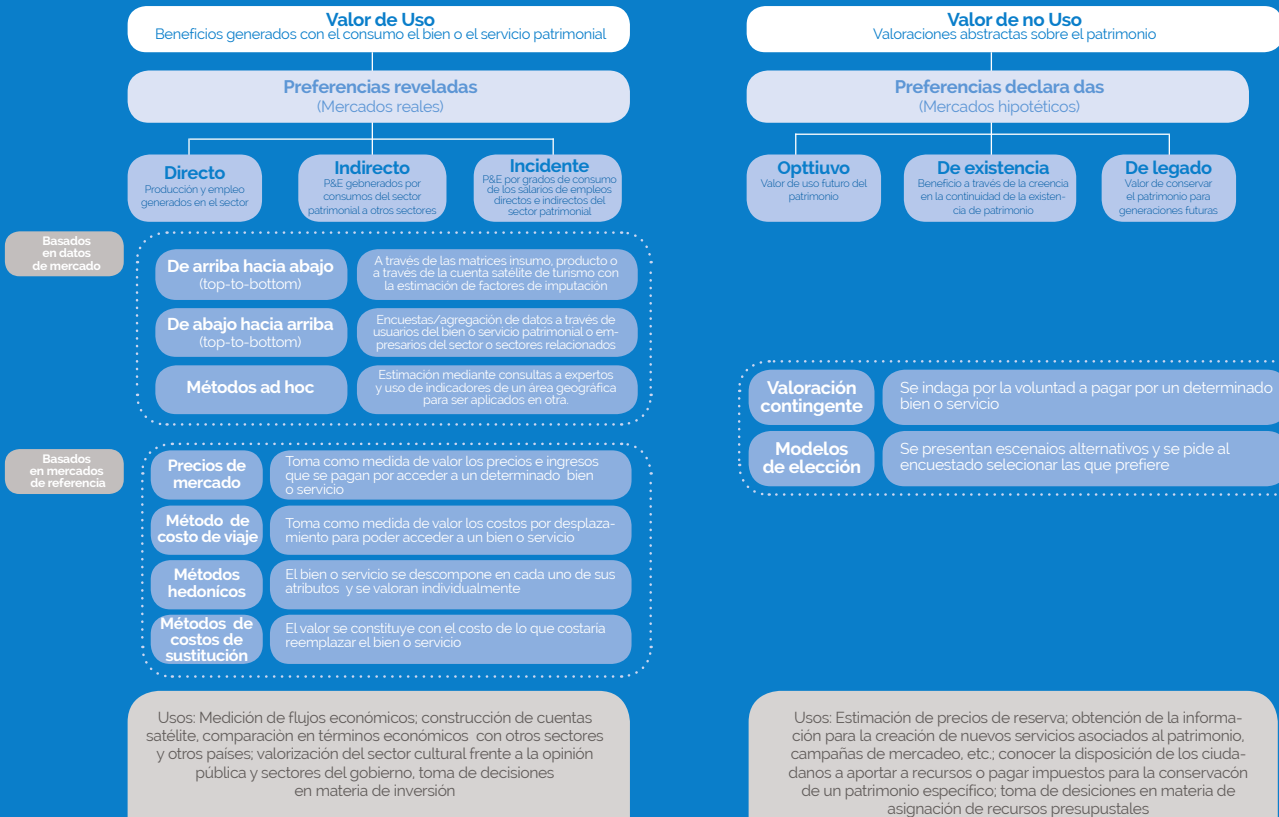 Valor de Uso
Beneficios generados con el consumo el bien o el servicio patrimonial
Preferencias reveladas
(Mercados reales)
Directo
Producción y empleo
generados en el sector
Indirecto
P&E gebnerados por
consumos del sector
patrimonial a otros sectores
Incidente
P&E por grados de consumo
de los salarios de empleos
directos e indirectos del
sector patrimonial
Basados
en datos
de mercado
De arriba hacia abajo
(top-to-bottom)
A través de las matrices insumo, producto o
a través de la cuenta satélite de turismo con
la estimación de factores de imputación
De abajo hacia arriba
(top-to-bottom)
Encuestas/agregación de datos a través de
usuarios del bien o servicio patrimonial o em-
presarios del sector o sectores relacionados
Métodos ad hoc
Estimación mediante consultas a expertos
y uso de indicadores de un área geográfica
para ser aplicados en otra.
Basados
en mercados
de referencia
Precios de
mercado
Toma como medida de valor los precios e ingresos
que se pagan por acceder a un determinado bien
o servicio
Método de
costo de viaje
Toma como medida de valor los costos por desplaza-
miento para poder acceder a un bien o servicio
Métodos
hedonícos
El bien o servicio se descompone en cada uno de sus
atributos y se valoran individualmente
Métodos de
costos de
sustitución
El valor se constituye con el costo de lo que costaría
reemplazar el bien o servicio
Usos: Medición de flujos económicos; construcción de cuentas
satélite, comparaciòn en términos económicos con otros sectores
y otros países; valorización del sector cultural frente a la opinión
pública y sectores del gobierno, toma de decisiones
en materia de inversión
Valor de no Uso
Valoraciones abstractas sobre el patrimonio
Preferencias declara das
(Mercados hipotéticos)
Opttiuvo
Valor de uso futuro del
patrimonio
De existencia
Beneficio a través de la creencia
en la continuidad de la existen-
cia de patrimonio
De legado
Valor de conservar
el patrimonio para
generaciones futuras
Valoración
contingente
Se indaga por la voluntad a pagar por un determinado
bien o servicio
Modelos
de elección
Se presentan escenaios alternativos y se pide al
encuestado selecionar las que prefiere
Usos: Estimación de precios de reserva; obtención de la informa-
ción para la creación de nuevos servicios asociados al patrimonio,
campañas de mercadeo, etc.; conocer la disposición de los ciuda-
danos a aportar a recursos o pagar impuestos para la conservacón
de un patrimonio específico; toma de desiciones en materia de
asignación de recursos presupustales